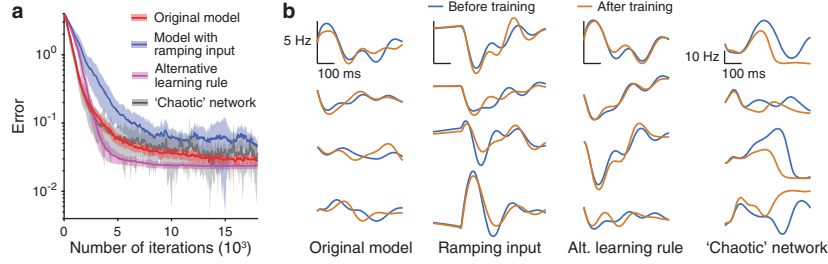 a
Error
10⁰
10⁻¹
10⁻²
0
5
10
15
Number of iterations (10³)
Original model
Model with
ramping input
Alternative
learning rule
'Chaotic' network
b
Before training
After training
5 Hz
100 ms
10 Hz
100 ms
Original model
Ramping input
Alt. learning rule
'Chaotic' network